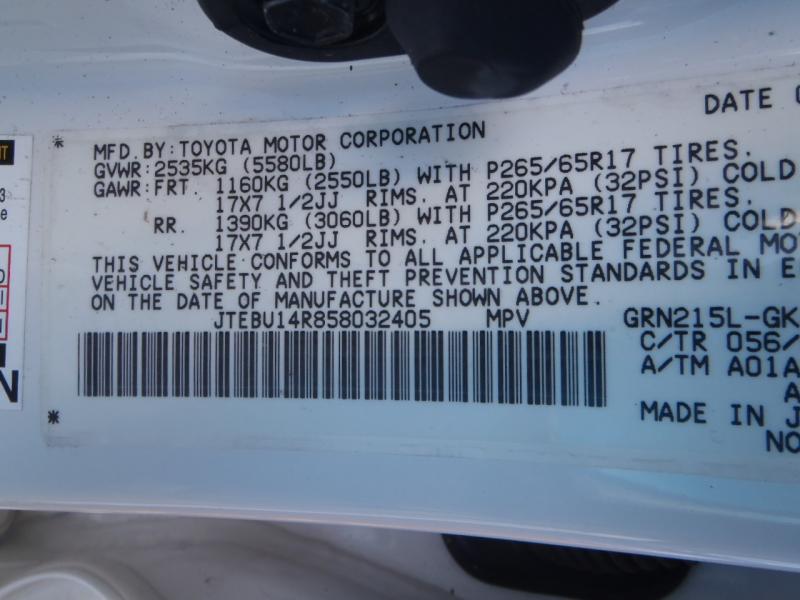 DATE
MFD. BY: TOYOTA MOTOR CORPORATION
GVWR: 2535KG (5580LB)
GAWR: FRT. 1160KG (2550LB) WITH P265/65R17 TIRES.
17X7 1/2JJ RIMS. AT 220KPA (32PSI) COLD
RR. 1390KG (3060LB) WITH P265/65R17 TIRES.
17X7 1/2JJ RIMS. AT 220KPA (32PSI) COLD.
THIS VEHICLE CONFORMS TO ALL APPLICABLE FEDERAL MO
VEHICLE SAFETY AND THEFT PREVENTION STANDARDS IN E
ON THE DATE OF MANUFACTURE SHOWN ABOVE.
JTEBU14R858032405 MPV GRN215L-GK
C/TR 056/
A/TM A01A
A
MADE IN J
NO
* *
3
e
N